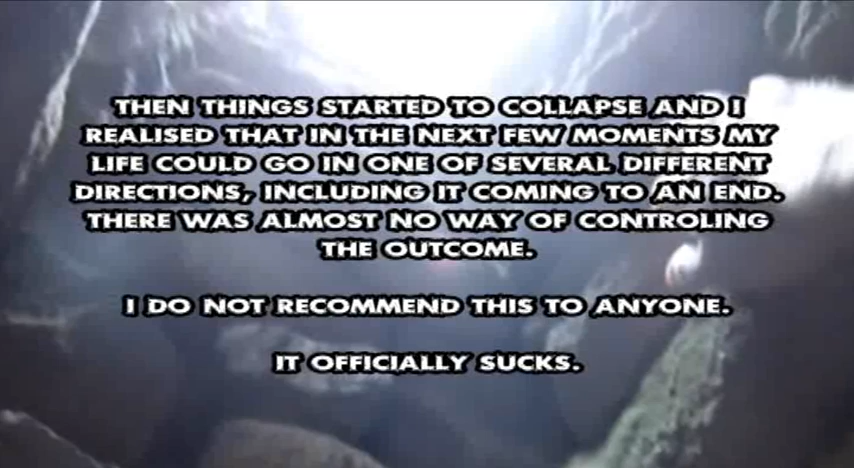 THEN THINGS STARTED TO COLLAPSE AND I
REALISED THAT IN THE NEXT FEW MOMENTS MY
LIFE COULD GO IN ONE OF SEVERAL DIFFERENT
DIRECTIONS, INCLUDING IT COMING TO AN END.
THERE WAS ALMOST NO WAY OF CONTROLING
THE OUTCOME.
I DO NOT RECOMMEND THIS TO ANYONE.
IT OFFICIALLY SUCKS.